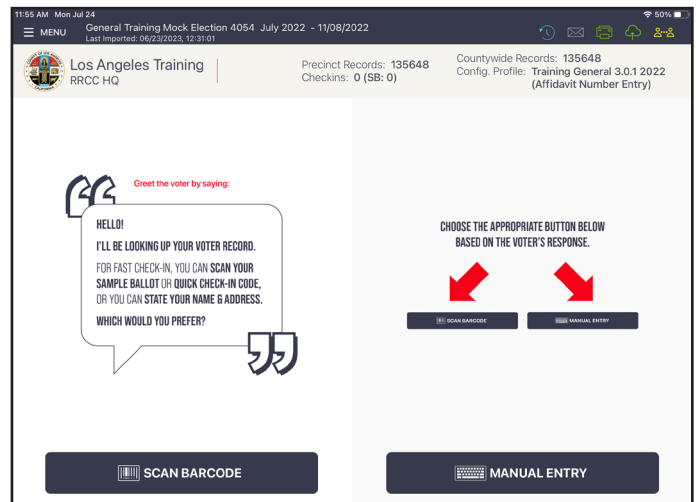 11:55 AM Mon Jul 24
50%
MENU
General Training Mock Election 4054 July 2022 - 11/08/2022
Last Imported: 06/23/2023, 12:31:01
Los Angeles Training
RRCC HQ
Precinct Records: 135648
Checkins: 0 (SB: 0)
Countywide Records: 135648
Config. Profile: Training General 3.0.1 2022
(Affidavit Number Entry)
Greet the voter by saying:
HELLO!
I'LL BE LOOKING UP YOUR VOTER RECORD.
FOR FAST CHECK-IN, YOU CAN SCAN YOUR
SAMPLE BALLOT OR QUICK CHECK-IN CODE,
OR YOU CAN STATE YOUR NAME & ADDRESS.
WHICH WOULD YOU PREFER?
CHOOSE THE APPROPRIATE BUTTON BELOW
BASED ON THE VOTER'S RESPONSE.
SCAN BARCODE
MANUAL ENTRY
SCAN BARCODE
MANUAL ENTRY